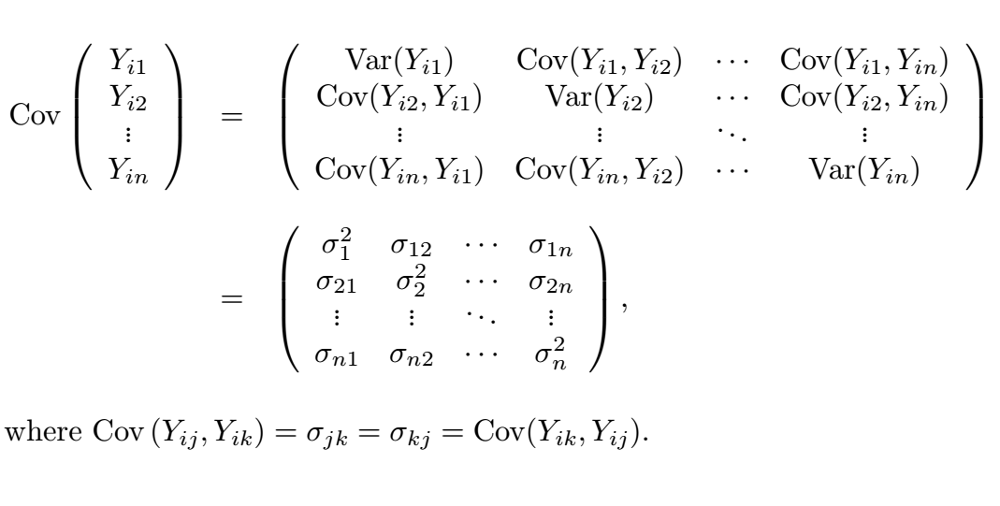 $$\mathrm{Cov}\begin{pmatrix} Y_{i1} \\ Y_{i2} \\ \vdots \\ Y_{in} \end{pmatrix} = \begin{pmatrix} \mathrm{Var}(Y_{i1}) & \mathrm{Cov}(Y_{i1}, Y_{i2}) & \cdots & \mathrm{Cov}(Y_{i1}, Y_{in}) \\ \mathrm{Cov}(Y_{i2}, Y_{i1}) & \mathrm{Var}(Y_{i2}) & \cdots & \mathrm{Cov}(Y_{i2}, Y_{in}) \\ \vdots & \vdots & \ddots & \vdots \\ \mathrm{Cov}(Y_{in}, Y_{i1}) & \mathrm{Cov}(Y_{in}, Y_{i2}) & \cdots & \mathrm{Var}(Y_{in}) \end{pmatrix}$$
$$= \begin{pmatrix} \sigma_1^2 & \sigma_{12} & \cdots & \sigma_{1n} \\ \sigma_{21} & \sigma_2^2 & \cdots & \sigma_{2n} \\ \vdots & \vdots & \ddots & \vdots \\ \sigma_{n1} & \sigma_{n2} & \cdots & \sigma_n^2 \end{pmatrix},$$
where $\mathrm{Cov}\,(Y_{ij}, Y_{ik}) = \sigma_{jk} = \sigma_{kj} = \mathrm{Cov}(Y_{ik}, Y_{ij}).$